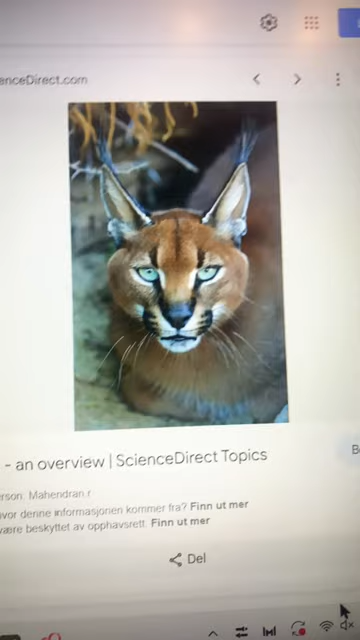 enceDirect.com
- an overview | ScienceDirect Topics
erson: Mahendran.r
vor denne informasjonen kommer fra? Finn ut mer
være beskyttet av opphavsrett. Finn ut mer
Del